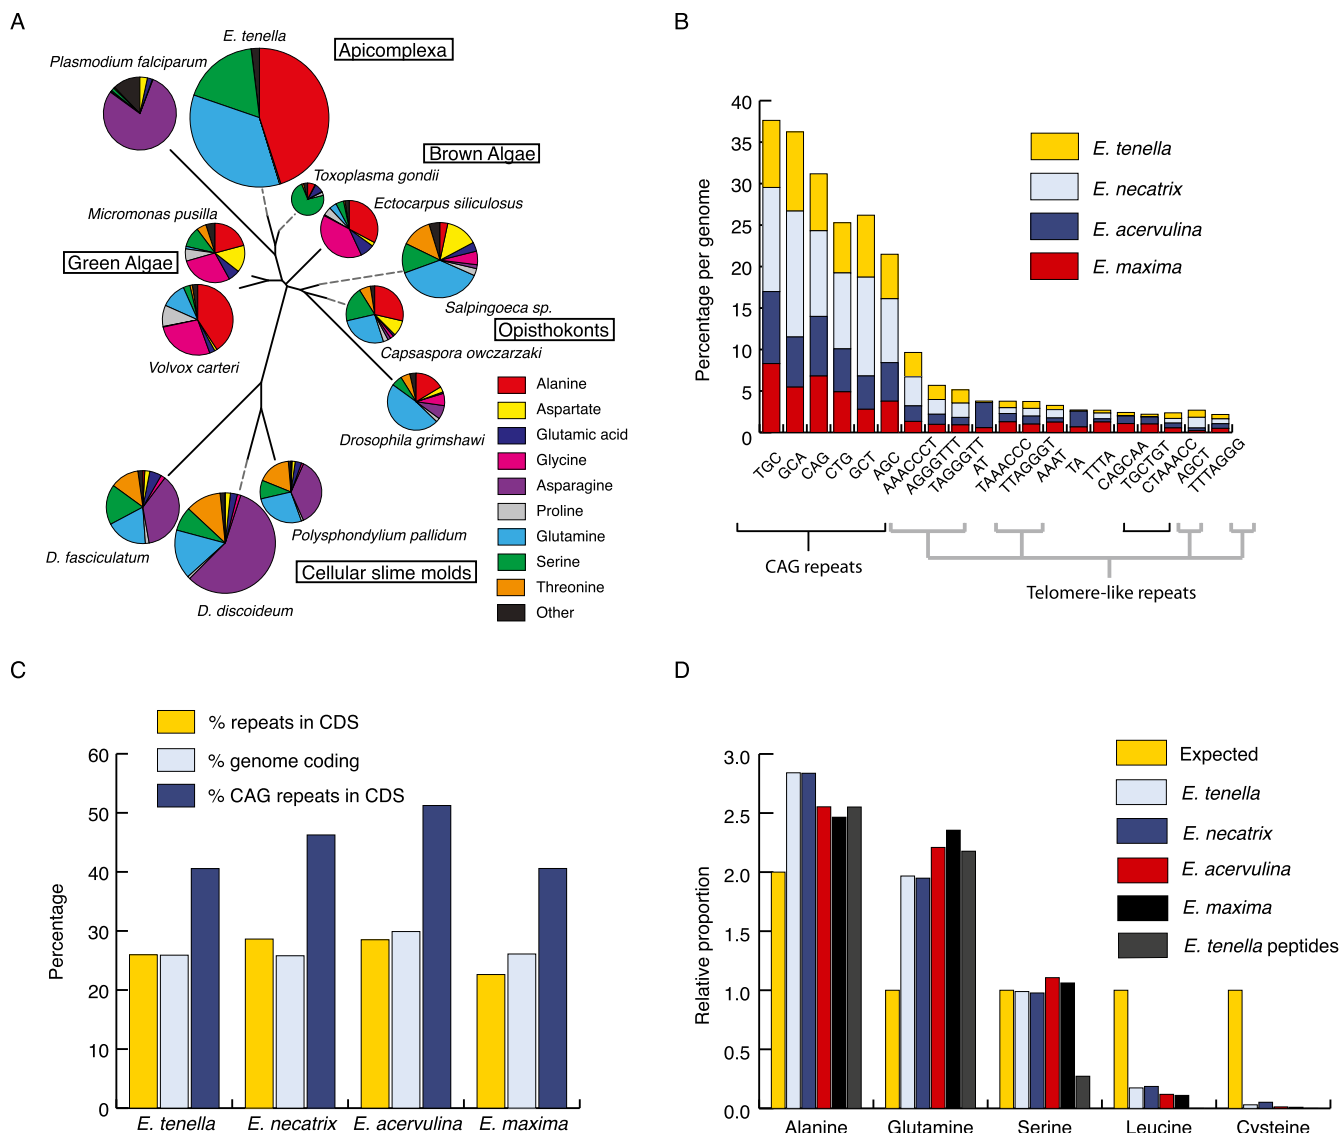 A
E. tenella
Apicomplexa
Plasmodium falciparum
Brown Algae
Toxoplasma gondii
Ectocarpus siliculosus
Micromonas pusilla
Green Algae
Salpingoeca sp.
Opisthokonts
Capsaspora owczarzaki
Volvox carteri
Drosophila grimshawi
Alanine
Aspartate
Glutamic acid
Glycine
Asparagine
Proline
Glutamine
Serine
Threonine
Other
Polysphondylium pallidum
D. fasciculatum
Cellular slime molds
D. discoideum
B
Percentage per genome
40
35
30
25
20
15
10
5
0
E. tenella
E. necatrix
E. acervulina
E. maxima
TGC
GCA
CAG
CTG
GCT
AGC
AACCCT
AGGGTTT
TAGGGTT
AT
TAACCC
TTAGGGT
AAAT
TA
TTTA
CAGCAA
TGCTGT
CTAACC
AGCT
TTTAGGG
CAG repeats
Telomere-like repeats
C
% repeats in CDS
% genome coding
% CAG repeats in CDS
Percentage
60
50
40
30
20
10
0
E. tenella
E. necatrix
E. acervulina
E. maxima
D
Relative proportion
3.0
2.5
2.0
1.5
1.0
0.5
0.0
Expected
E. tenella
E. necatrix
E. acervulina
E. maxima
E. tenella peptides
Alanine
Glutamine
Serine
Leucine
Cysteine